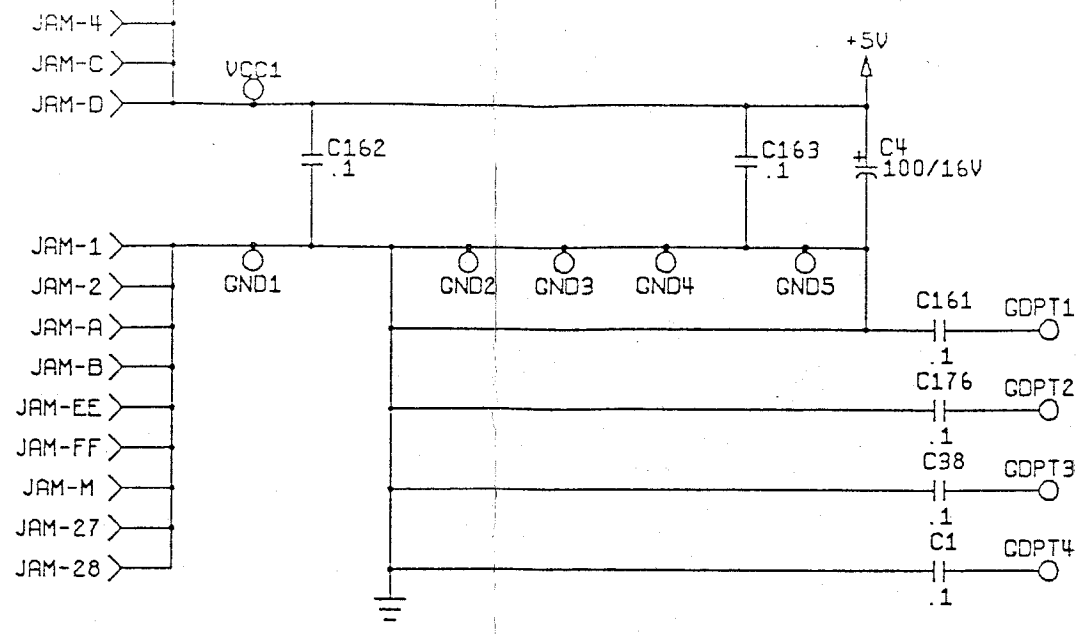 JAM-4
+5V
JAM-C
VCC1
JAM-D
C162
.1
C163
.1
+
C4
100/16V
JAM-1
JAM-2
GND1
GND2
GND3
GND4
GND5
C161
GDPT1
JAM-A
.1
JAM-B
C176
GDPT2
JAM-EE
.1
JAM-FF
C38
GDPT3
JAM-M
.1
JAM-27
C1
GDPT4
JAM-28
.1